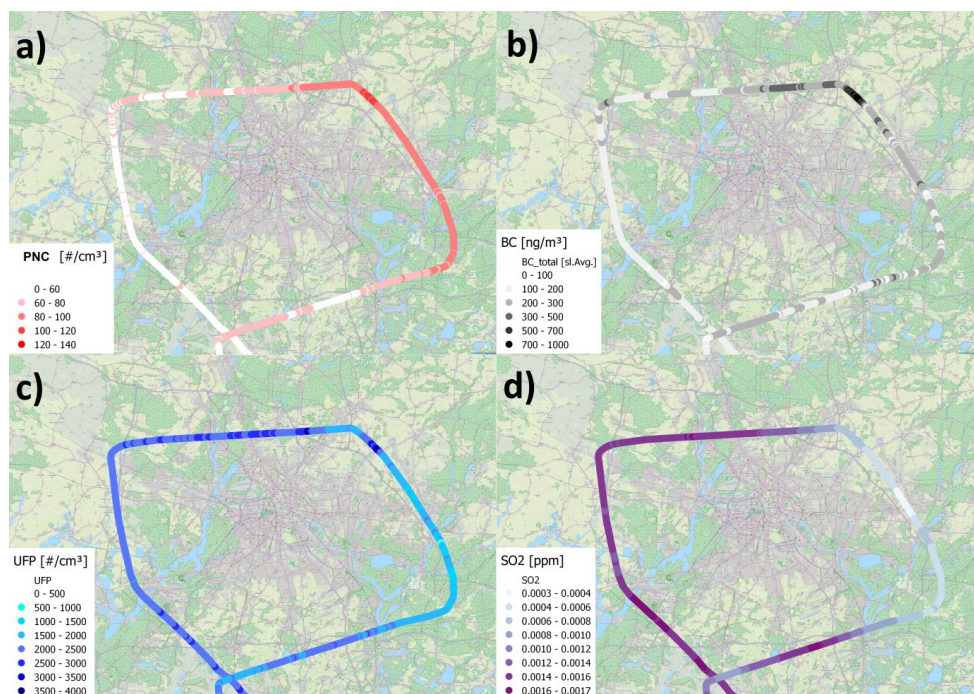 a)
PNC [#/cm³]
0 - 60
60 - 80
80 - 100
100 - 120
120 - 140
b)
BC [ng/m³]
BC_total [sl.Avg.]
0 - 100
100 - 200
200 - 300
300 - 500
500 - 700
700 - 1000
c)
UFP [#/cm³]
UFP
0 - 500
500 - 1000
1000 - 1500
1500 - 2000
2000 - 2500
2500 - 3000
3000 - 3500
3500 - 4000
d)
SO2 [ppm]
SO2
0.0003 - 0.0004
0.0004 - 0.0006
0.0006 - 0.0008
0.0008 - 0.0010
0.0010 - 0.0012
0.0012 - 0.0014
0.0014 - 0.0016
0.0016 - 0.0017